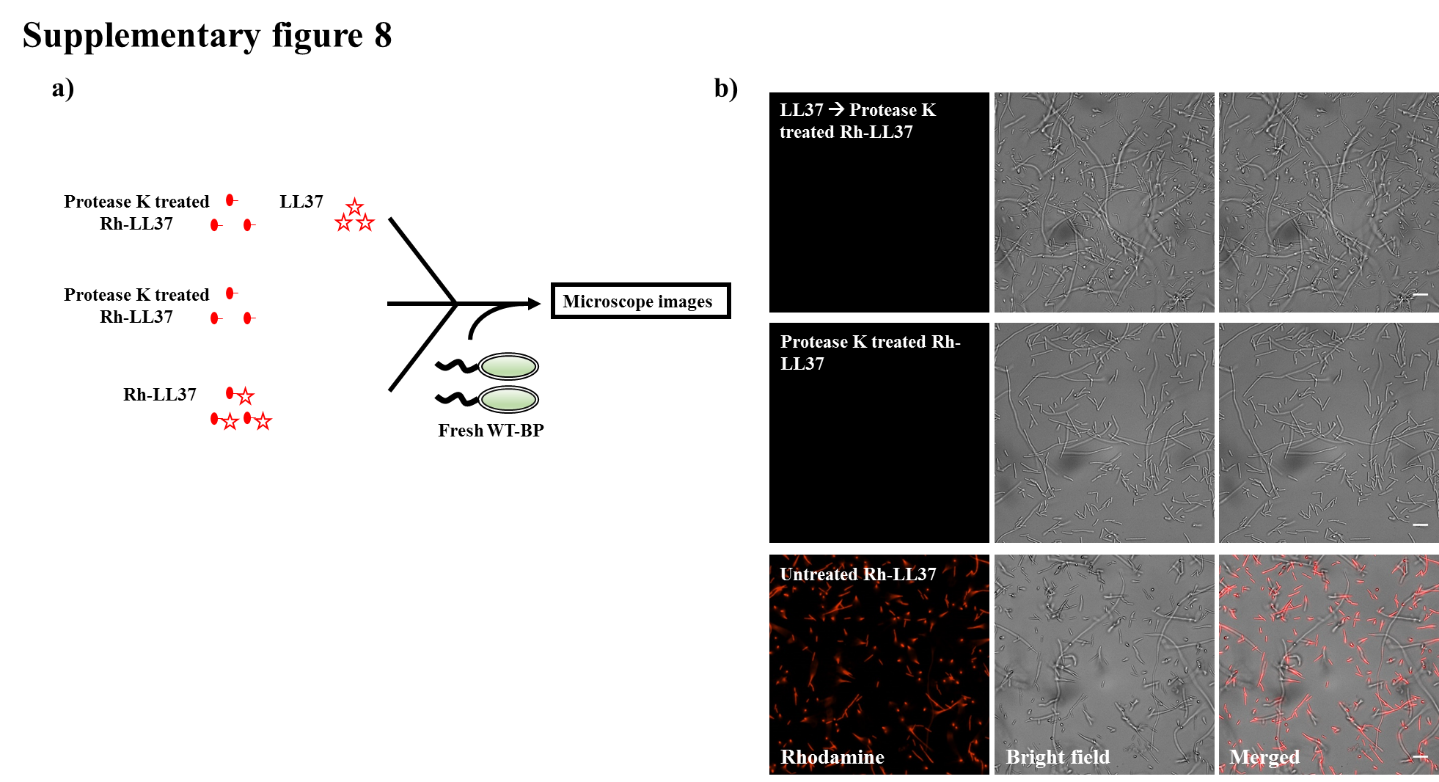 Supplementary figure 8
a)
Protease K treated
Rh-LL37
LL37
Protease K treated
Rh-LL37
Rh-LL37
Microscope images
Fresh WT-BP
b)
LL37 → Protease K
treated Rh-LL37
Protease K treated Rh-
LL37
Untreated Rh-LL37
Rhodamine
Bright field
Merged